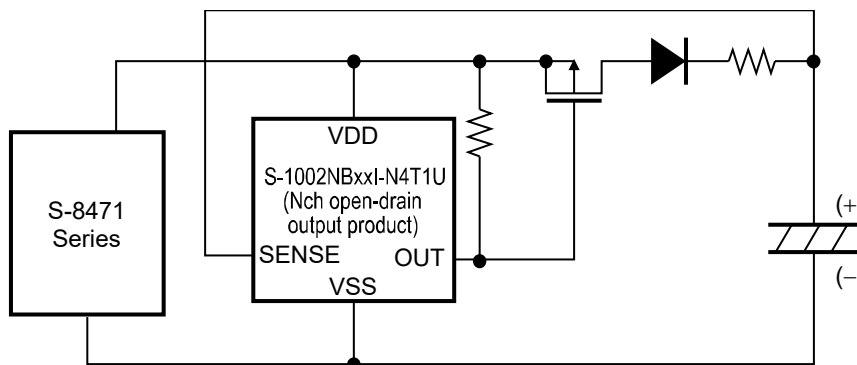 S-8471
Series
VDD
S-1002NBxxI-N4T1U
(Nch open-drain
output product)
SENSE
OUT
VSS
(+
(−